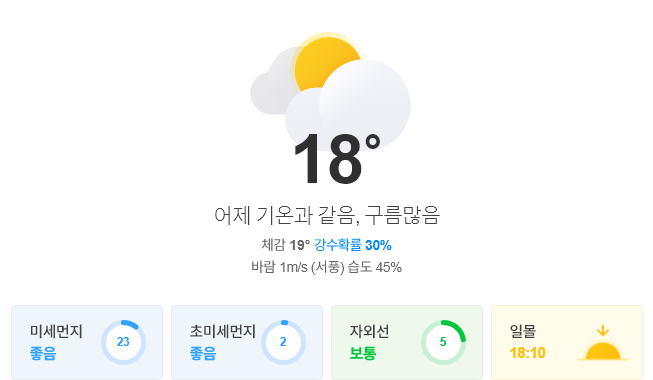 18°
어제 기온과 같음, 구름많음
체감 19° 강수확률 30%
바람 1m/s (서풍) 습도 45%
미세먼지
좋음
23
초미세먼지
좋음
2
자외선
보통
5
일몰
18:10